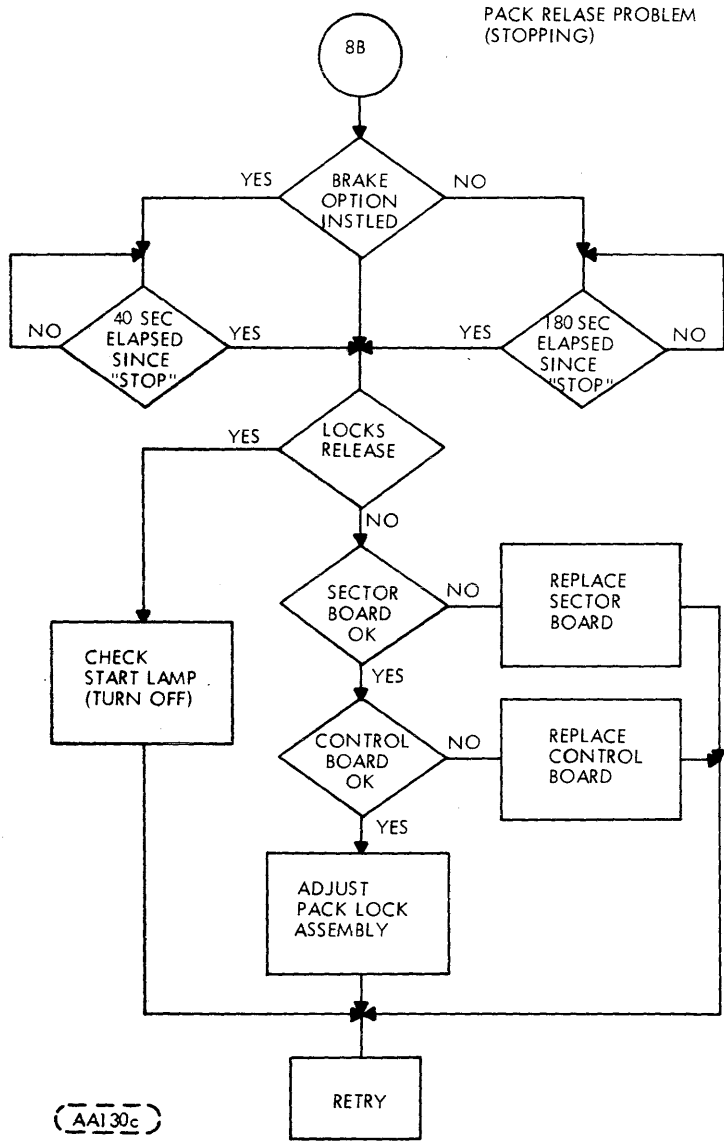 PACK RELASE PROBLEM
(STOPPING)
8B
YES
BRAKE
OPTION
INSTLED
NO
NO
40 SEC
ELAPSED
SINCE
"STOP"
YES
YES
180 SEC
ELAPSED
SINCE
"STOP"
NO
YES
LOCKS
RELEASE
NO
SECTOR
BOARD
OK
NO
REPLACE
SECTOR
BOARD
CHECK
START LAMP
(TURN OFF)
YES
CONTROL
BOARD
OK
NO
REPLACE
CONTROL
BOARD
YES
ADJUST
PACK LOCK
ASSEMBLY
RETRY
AA130c